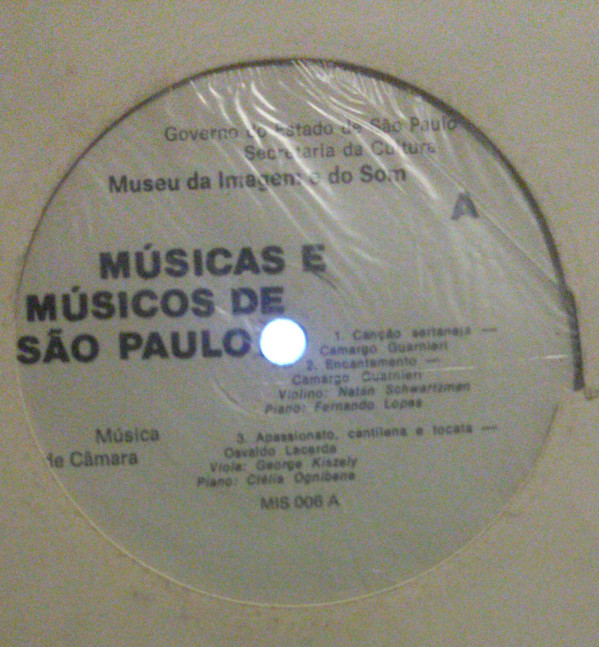 Governo do Estado de São Paulo
Secretaria da Cultura
Museu da Imagem e do Som
A
MÚSICAS E
MÚSICOS DE
SÃO PAULO
1. Canção sertaneja —
Camargo Guarnieri
2. Encantamento —
Camargo Guarnieri
Violino: Natan Schwartzman
Piano: Fernando Lopes
Música
de Câmara
3. Apassionato, cantilena e tocata —
Osvaldo Lacerda
Viola: George Kiszely
Piano: Clélia Ognibene
MIS 006 A